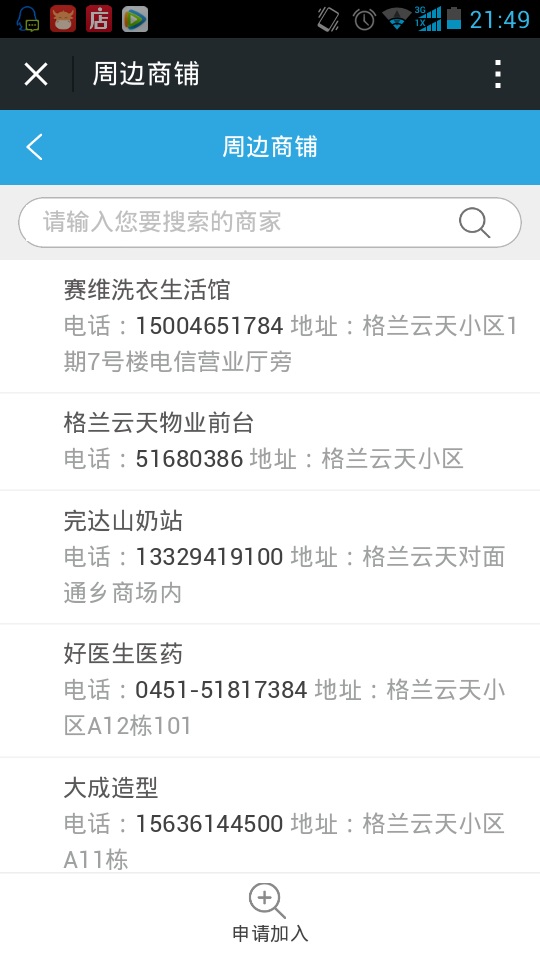 店
3G
1X
21:49
周边商铺
周边商铺
请输入您要搜索的商家
赛维洗衣生活馆
电话：15004651784 地址：格兰云天小区1
期7号楼电信营业厅旁
格兰云天物业前台
电话：51680386 地址：格兰云天小区
完达山奶站
电话：13329419100 地址：格兰云天对面
通乡商场内
好医生医药
电话：0451-51817384 地址：格兰云天小
区A12栋101
大成造型
电话：15636144500 地址：格兰云天小区
A11栋
申请加入